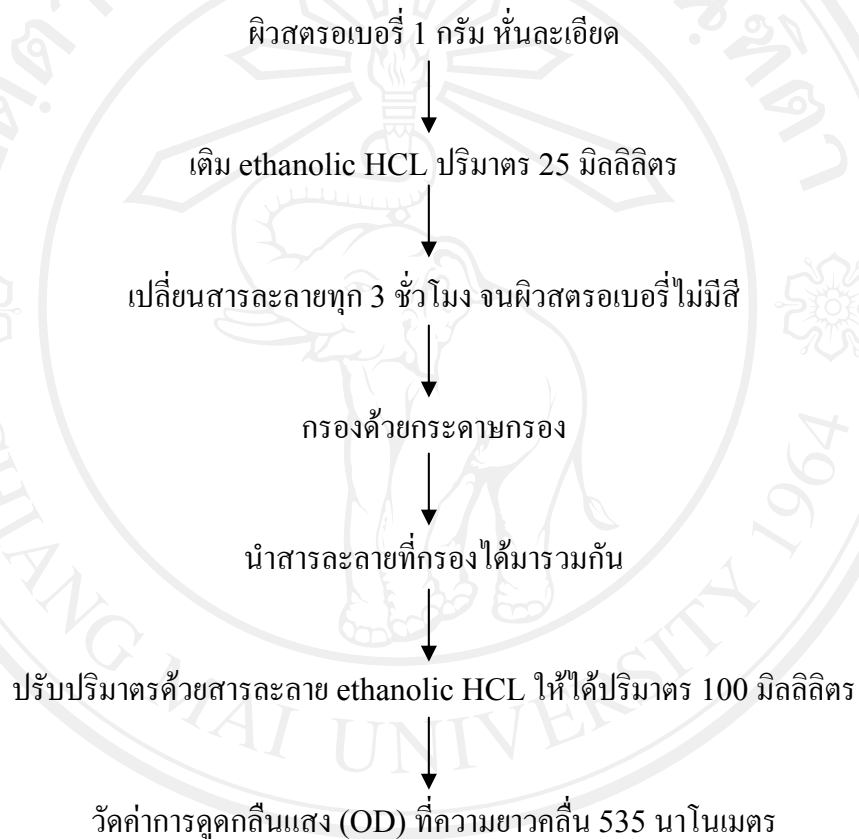 ผิวสตรอเบอรี่ 1 กรัม หั่นละเอียด
เติม ethanolic HCL ปริมาตร 25 มิลลิลิตร
เปลี่ยนสารละลายทุก 3 ชั่วโมง จนผิวสตรอเบอรี่ไม่มีสี
กรองด้วยกระดาษกรอง
นำสารละลายที่กรองได้มารวมกัน
ปรับปริมาตรด้วยสารละลาย ethanolic HCL ให้ได้ปริมาตร 100 มิลลิลิตร
วัดค่าการดูดกลืนแสง (OD) ที่ความยาวคลื่น 535 นาโนเมตร
CHIANG MAI UNIVERSITY 1964